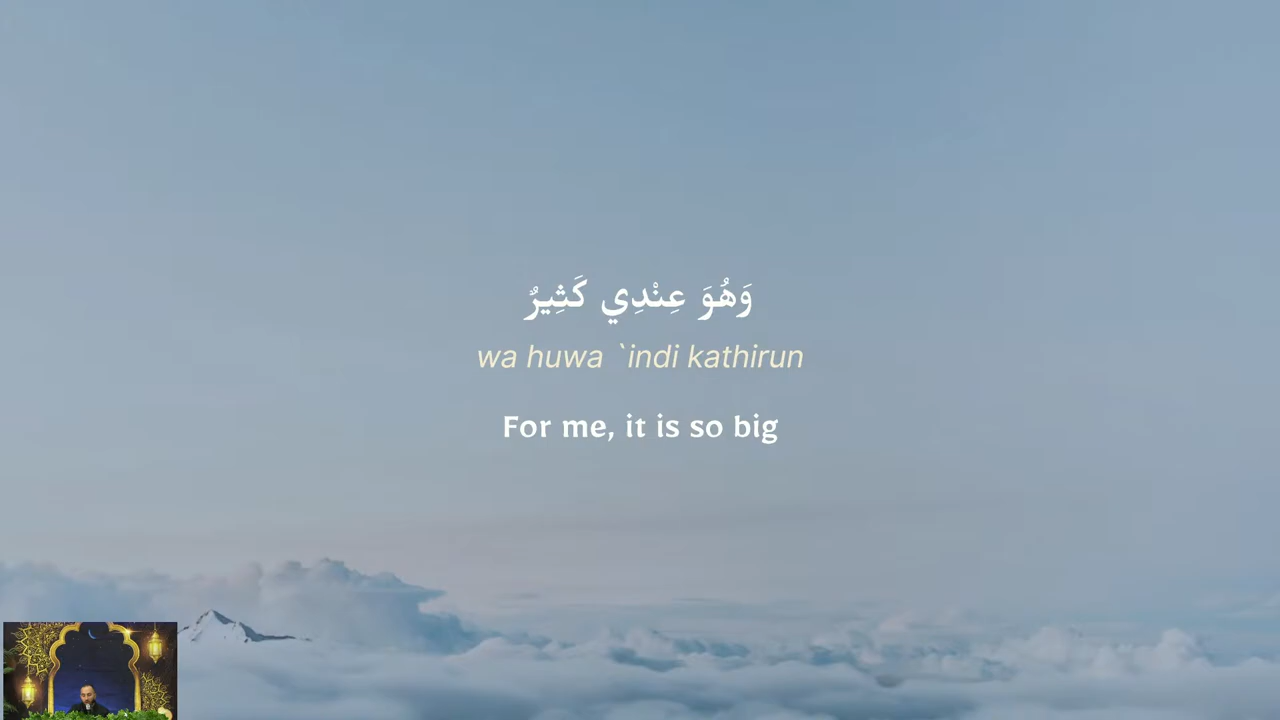 وَهُوَ عِنْدِي كَثِيرٌ
wa huwa `indi kathirun
For me, it is so big